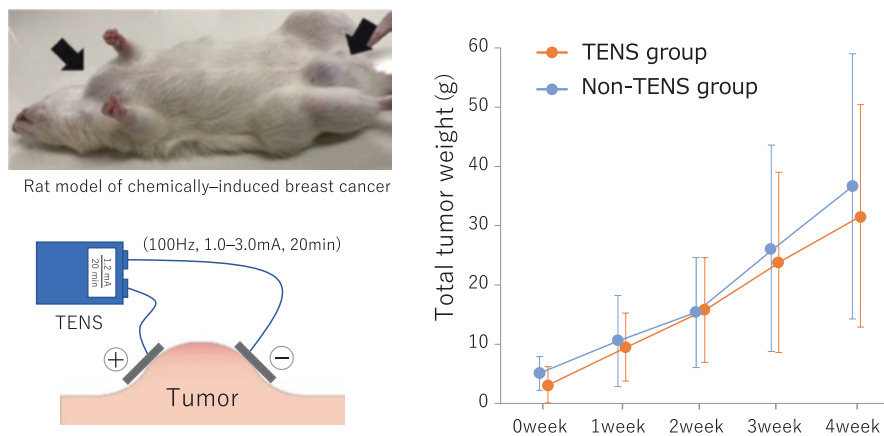 Rat model of chemically–induced breast cancer
(100Hz, 1.0–3.0mA, 20min)
1.2 mA
20 min
TENS
+
−
Tumor
TENS group
Non-TENS group
Total tumor weight (g)
60
50
40
30
20
10
0
0week 1week 2week 3week 4week